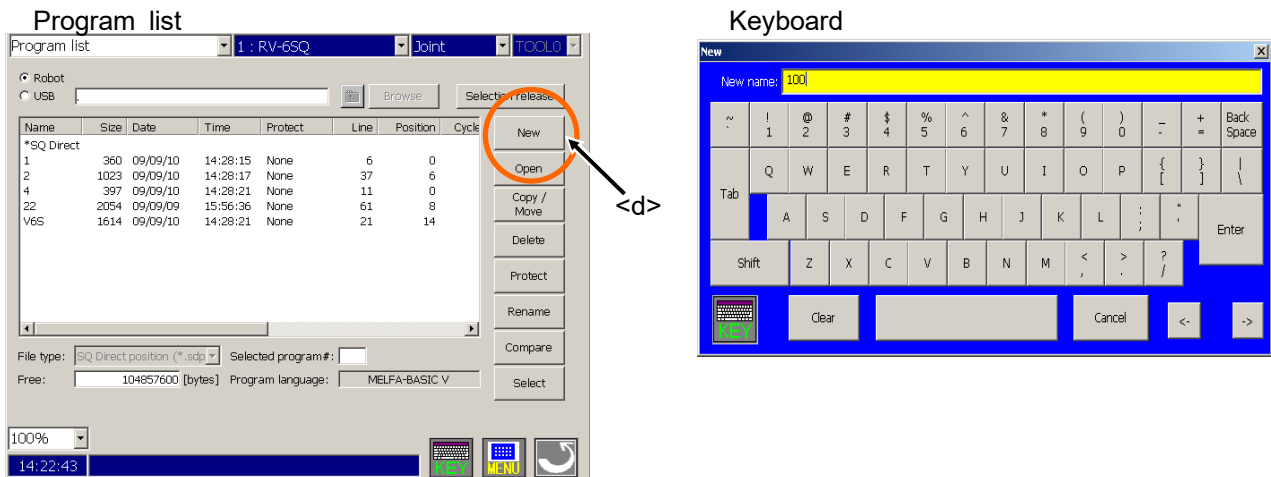 Program list
Keyboard
Program list 1 : RV-6SQ Joint TOOL0
Robot
USB . Browse Selection release
Name Size Date Time Protect Line Position Cycle
*SQ Direct
1 360 09/09/10 14:28:15 None 6 0
2 1023 09/09/10 14:28:17 None 37 6
4 397 09/09/10 14:28:21 None 11 0
22 2054 09/09/09 15:56:36 None 61 8
V6S 1614 09/09/10 14:28:21 None 21 14
New
Open
Copy /
Move
Delete
Protect
Rename
Compare
Select
<d>
File type: SQ Direct position (*.sdp Selected program#:
Free: 104857600 [bytes] Program language: MELFA-BASIC V
100%
14:22:43
KEY MENU
New X
New name: 100
~ ! @ # $ % ^ & * ( ) _ + Back
` 1 2 3 4 5 6 7 8 9 0 - = Space
Tab Q W E R T Y U I O P { [ } ] | \
A S D F G H J K L : ; " ' Enter
Shift Z X C V B N M < , > . ? /
KEY Clear Cancel <- ->